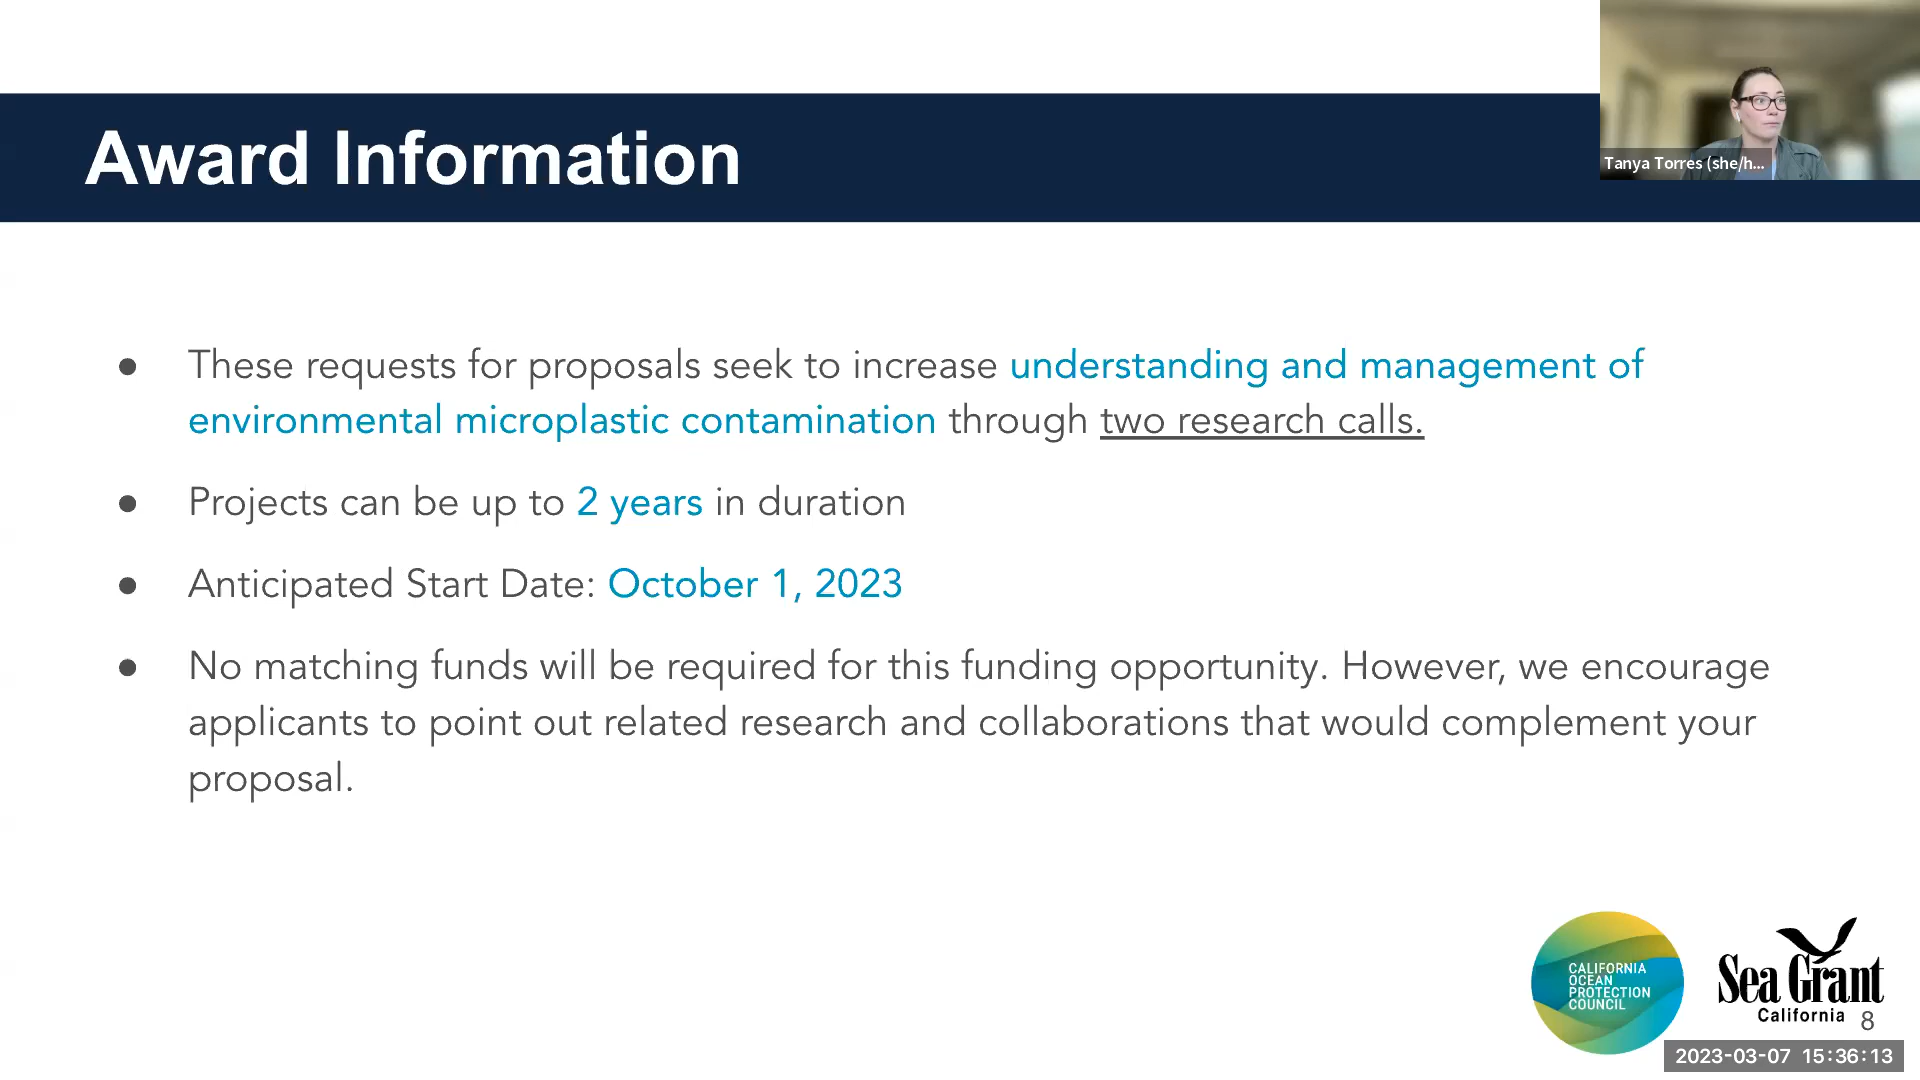 Award Information
Tanya Torres (she/h...
● These requests for proposals seek to increase understanding and management of
environmental microplastic contamination through two research calls.
● Projects can be up to 2 years in duration
● Anticipated Start Date: October 1, 2023
● No matching funds will be required for this funding opportunity. However, we encourage
applicants to point out related research and collaborations that would complement your
proposal.
CALIFORNIA
OCEAN
PROTECTION
COUNCIL
Sea Grant
California
8
2023-03-07 15:36:13